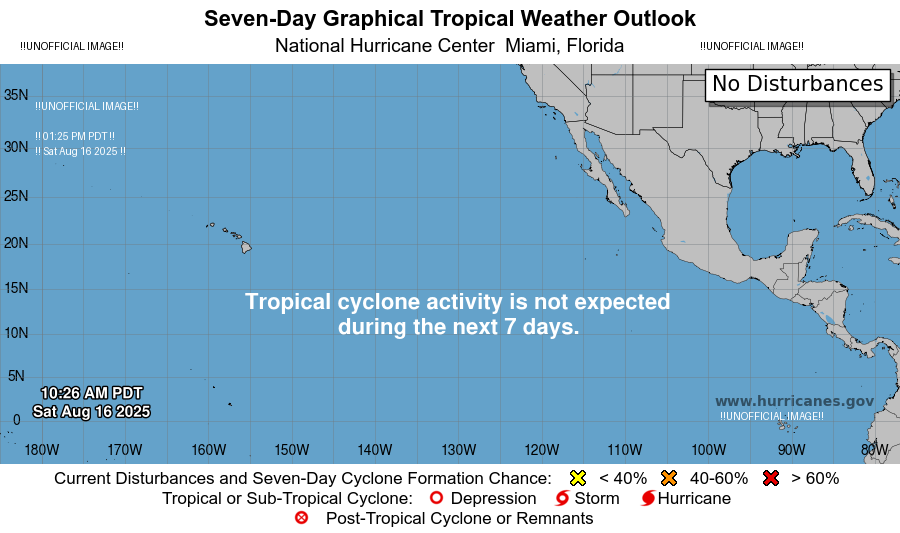 Seven-Day Graphical Tropical Weather Outlook
!!UNOFFICIAL IMAGE!! National Hurricane Center Miami, Florida !!UNOFFICIAL IMAGE!!
No Disturbances
35N
!!UNOFFICIAL IMAGE!!
!! 01:25 PM PDT !!
!! Sat Aug 16 2025 !!
30N
25N
20N
15N
Tropical cyclone activity is not expected
during the next 7 days.
10N
5N
10:26 AM PDT
Sat Aug 16 2025
www.hurricanes.gov
!!UNOFFICIAL IMAGE!!
0
180W 170W 160W 150W 140W 130W 120W 110W 100W 90W 80W
Current Disturbances and Seven-Day Cyclone Formation Chance: < 40% 40-60% > 60%
Tropical or Sub-Tropical Cyclone: Depression Storm Hurricane
Post-Tropical Cyclone or Remnants